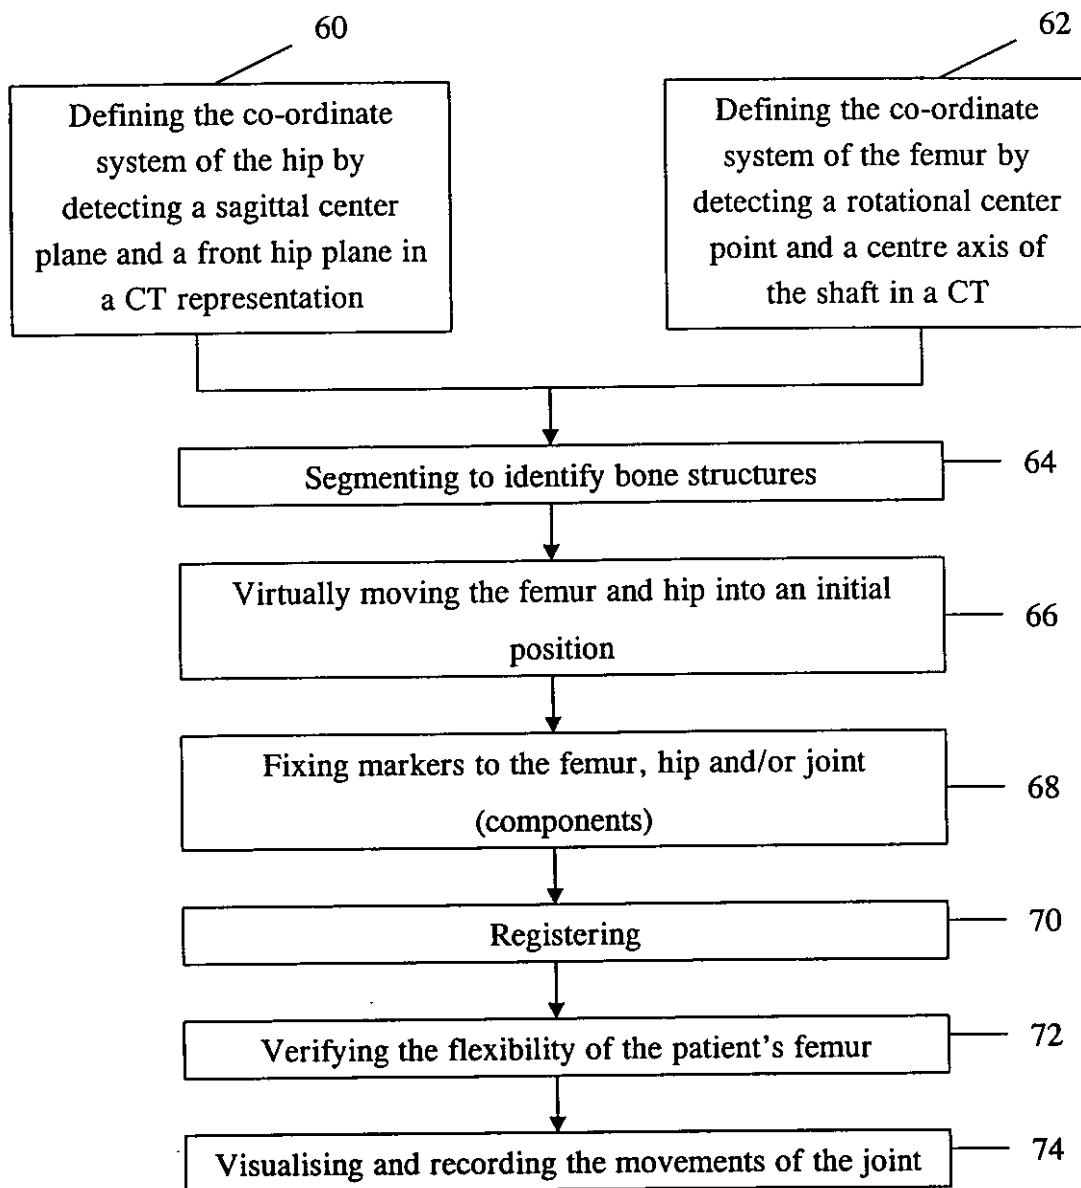 60
62
Defining the co-ordinate
system of the hip by
detecting a sagittal center
plane and a front hip plane in
a CT representation
Defining the co-ordinate
system of the femur by
detecting a rotational center
point and a centre axis of
the shaft in a CT
Segmenting to identify bone structures
64
Virtually moving the femur and hip into an initial
position
66
Fixing markers to the femur, hip and/or joint
(components)
68
Registering
70
Verifying the flexibility of the patient's femur
72
Visualising and recording the movements of the joint
74